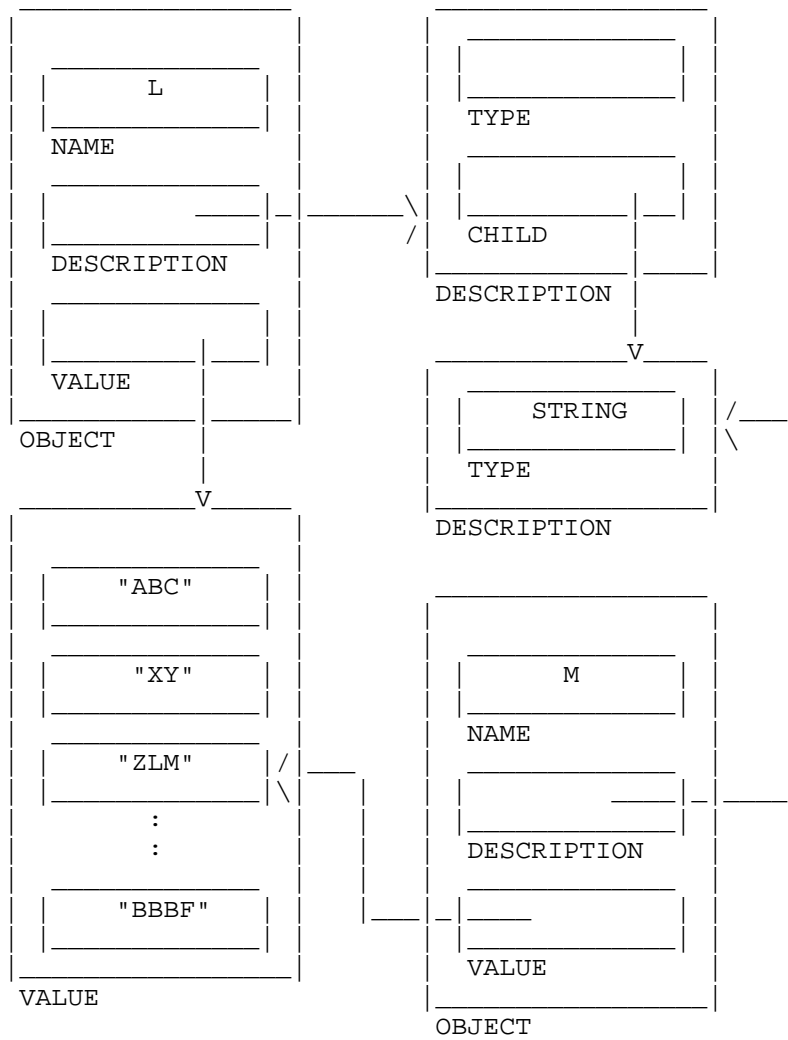 L
NAME
DESCRIPTION
VALUE
OBJECT
TYPE
CHILD
DESCRIPTION
STRING
TYPE
DESCRIPTION
"ABC"
"XY"
"ZLM"
:
:
"BBBF"
VALUE
M
NAME
DESCRIPTION
VALUE
OBJECT